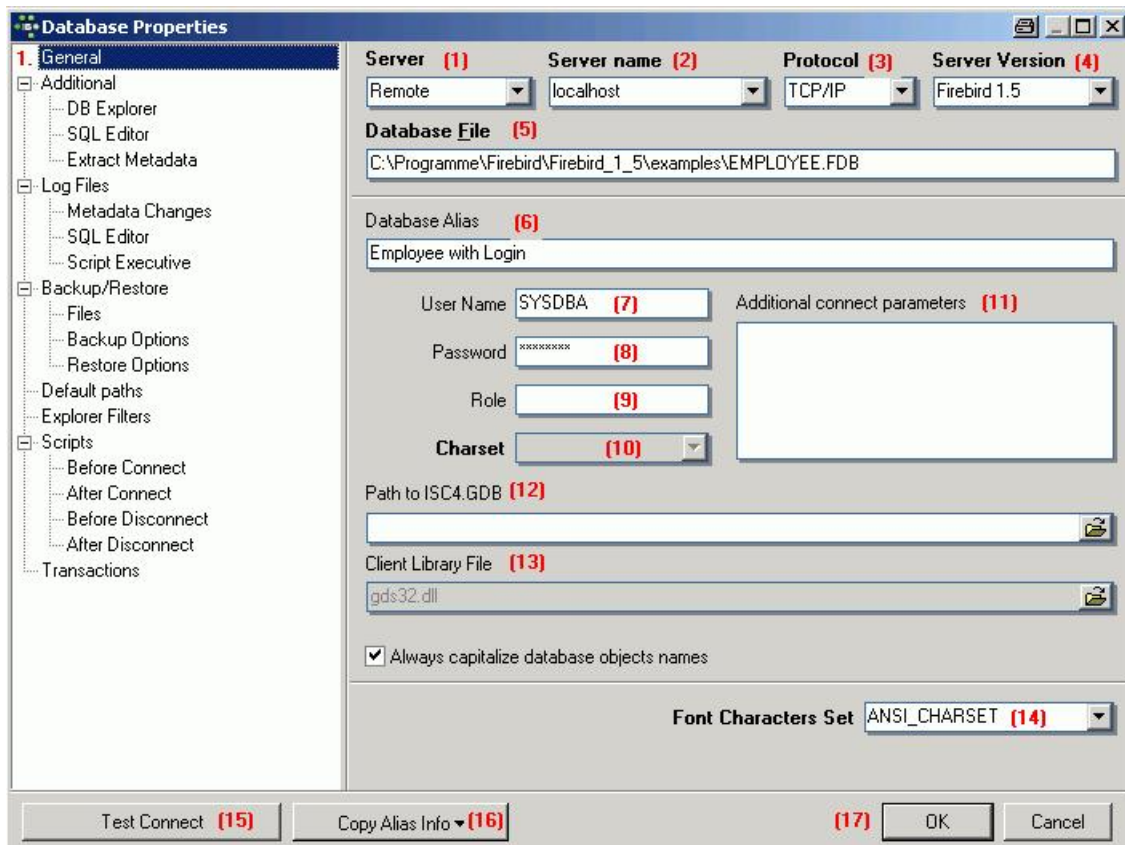 Database Properties
1. General
Additional
DB Explorer
SQL Editor
Extract Metadata
Log Files
Metadata Changes
SQL Editor
Script Executive
Backup/Restore
Files
Backup Options
Restore Options
Default paths
Explorer Filters
Scripts
Before Connect
After Connect
Before Disconnect
After Disconnect
Transactions
Server (1) Server name (2) Protocol (3) Server Version (4)
Remote localhost TCP/IP Firebird 1.5
Database File (5)
C:\Programme\Firebird\Firebird_1_5\examples\EMPLOYEE.FDB
Database Alias (6)
Employee with Login
User Name SYSDBA (7) Additional connect parameters (11)
Password ******** (8)
Role (9)
Charset (10)
Path to ISC4.GDB (12)
Client Library File (13)
gds32.dll
Always capitalize database objects names
Font Characters Set ANSI_CHARSET (14)
Test Connect (15) Copy Alias Info (16) (17) OK Cancel